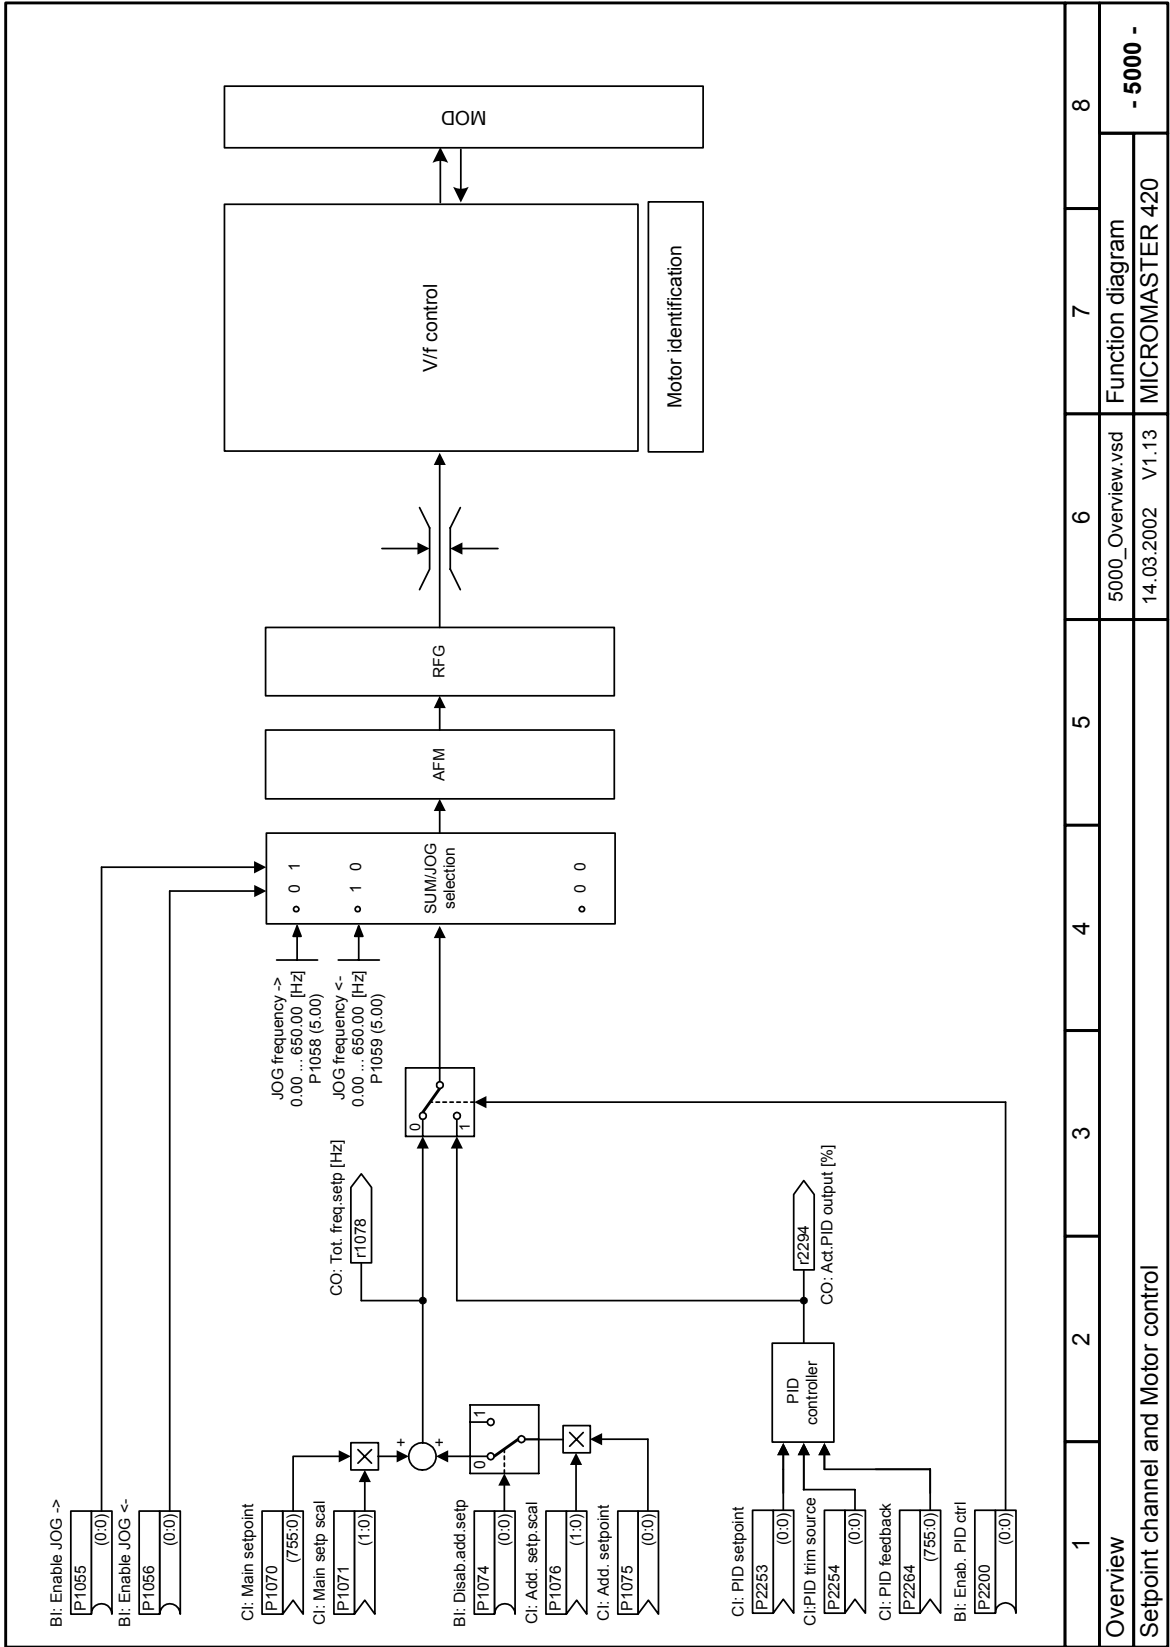 BI: Enable JOG ->
P1055
(0:0)
BI: Enable JOG <-
P1056
(0:0)
CI: Main setpoint
P1070
(755:0)
CI: Main setp scal
P1071
(1:0)
BI: Disab.add.setp
P1074
(0:0)
CI: Add. setp.scal
P1076
(1:0)
CI: Add. setpoint
P1075
(0:0)
CI: PID setpoint
P2253
(0:0)
CI:PID trim source
P2254
(0:0)
CI: PID feedback
P2264
(755:0)
BI: Enab. PID ctrl
P2200
(0:0)
+
+
0
1
PID
controller
CO: Tot. freq.setp [Hz]
r1078
r2294
CO: Act.PID output [%]
0
1
JOG frequency ->
0.00 ... 650.00 [Hz]
P1058 (5.00)
JOG frequency <-
0.00 ... 650.00 [Hz]
P1059 (5.00)
0 1
1 0
SUM/JOG
selection
0 0
AFM
RFG
V/f control
Motor identification
MOD
1 2 3 4 5 6 7 8
Overview
5000_Overview.vsd
Function diagram
- 5000 -
Setpoint channel and Motor control
14.03.2002 V1.13
MICROMASTER 420